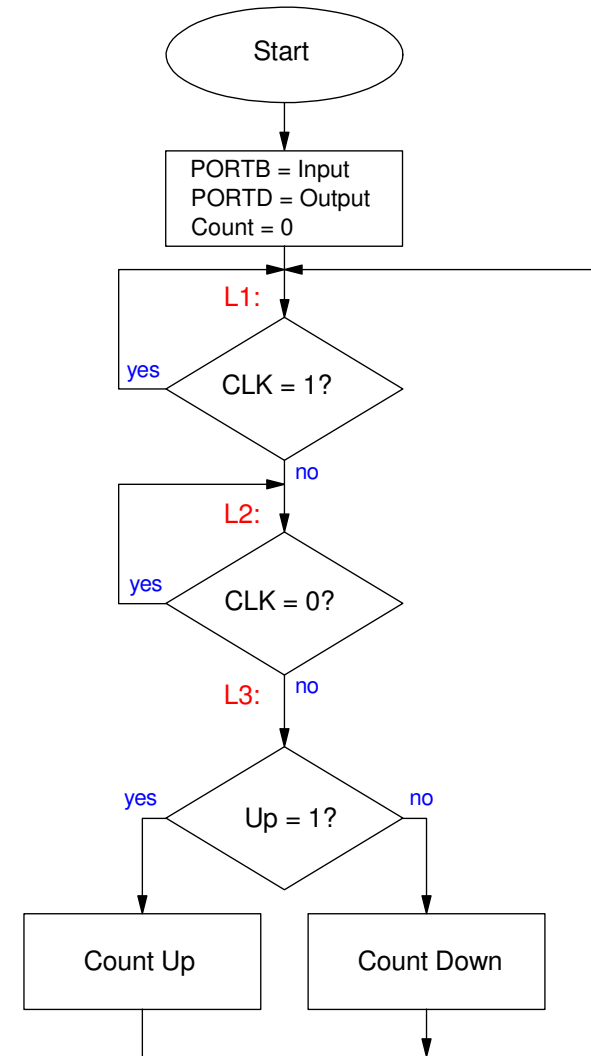 Start
PORTB = Input
PORTD = Output
Count = 0
L1:
yes
CLK = 1?
no
L2:
yes
CLK = 0?
no
L3:
yes
Up = 1?
no
Count Up
Count Down